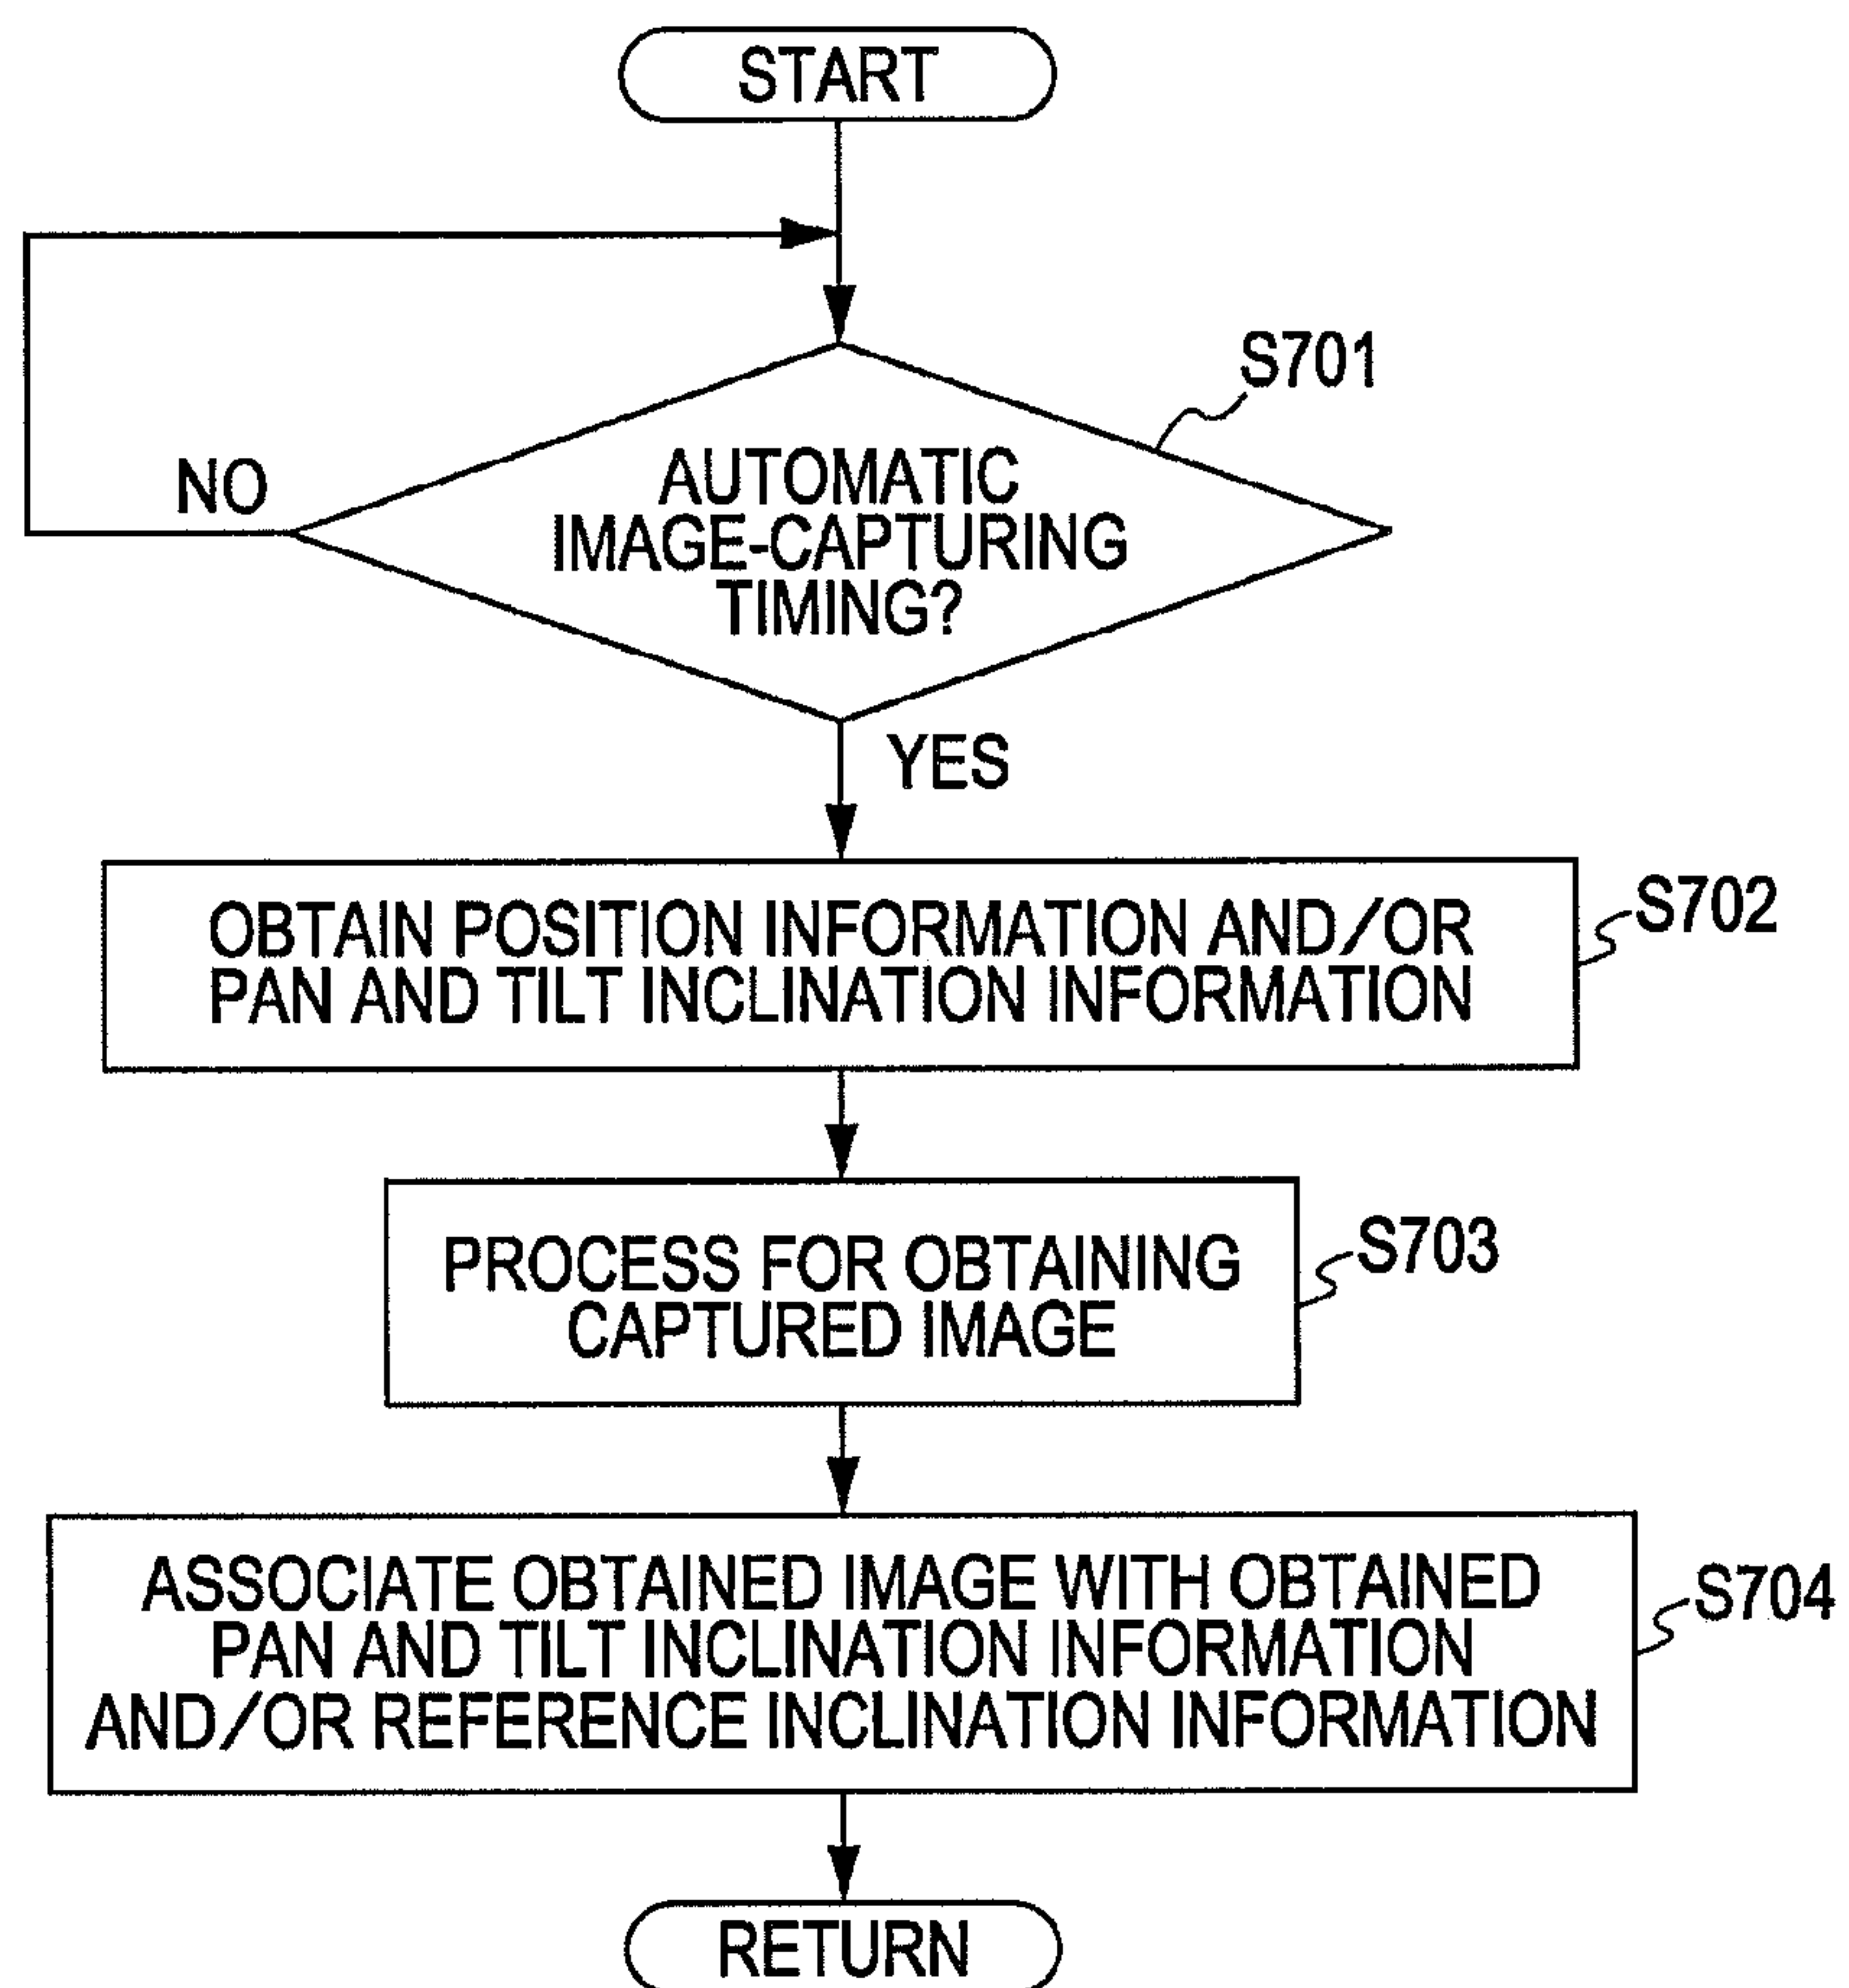 START
S701
AUTOMATIC
IMAGE-CAPTURING
TIMING?
NO
YES
OBTAIN POSITION INFORMATION AND/OR
PAN AND TILT INCLINATION INFORMATION
S702
PROCESS FOR OBTAINING
CAPTURED IMAGE
S703
ASSOCIATE OBTAINED IMAGE WITH OBTAINED
PAN AND TILT INCLINATION INFORMATION
AND/OR REFERENCE INCLINATION INFORMATION
S704
RETURN